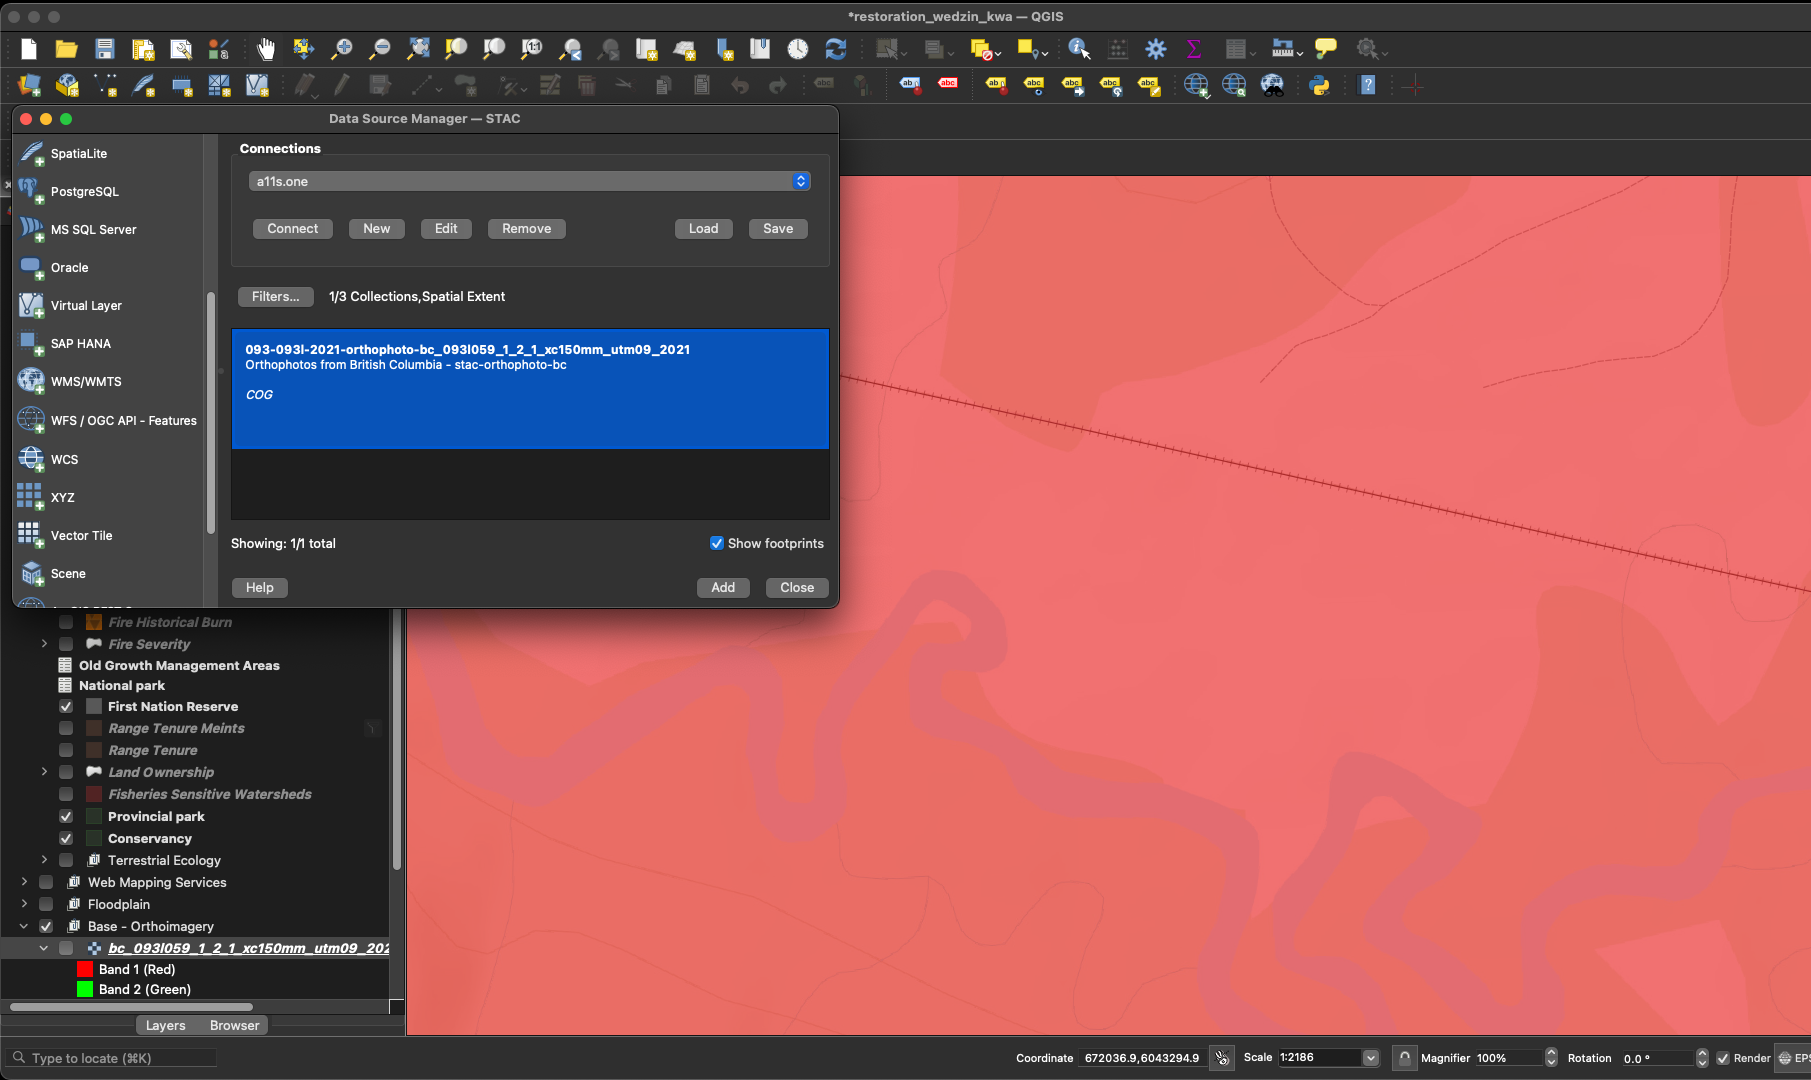 *restoration_wedzin_kwa — QGIS
Data Source Manager — STAC
SpatiaLite
PostgreSQL
MS SQL Server
Oracle
Virtual Layer
SAP HANA
WMS/WMTS
WFS / OGC API - Features
WCS
XYZ
Vector Tile
Scene
Connections
a11s.one
Connect
New
Edit
Remove
Load
Save
Filters...
1/3 Collections,Spatial Extent
093-093l-2021-orthophoto-bc_093l059_1_2_1_xc150mm_utm09_2021
Orthophotos from British Columbia - stac-orthophoto-bc
COG
Showing: 1/1 total
Show footprints
Help
Add
Close
Fire Historical Burn
Fire Severity
Old Growth Management Areas
National park
First Nation Reserve
Range Tenure Meints
Range Tenure
Land Ownership
Fisheries Sensitive Watersheds
Provincial park
Conservancy
Terrestrial Ecology
Web Mapping Services
Floodplain
Base - Orthoimagery
bc_093l059_1_2_1_xc150mm_utm09_202
Band 1 (Red)
Band 2 (Green)
Layers
Browser
Type to locate (⌘K)
Coordinate
672036.9,6043294.9
Scale
1:2186
Magnifier
100%
Rotation
0.0 °
Render
EPS